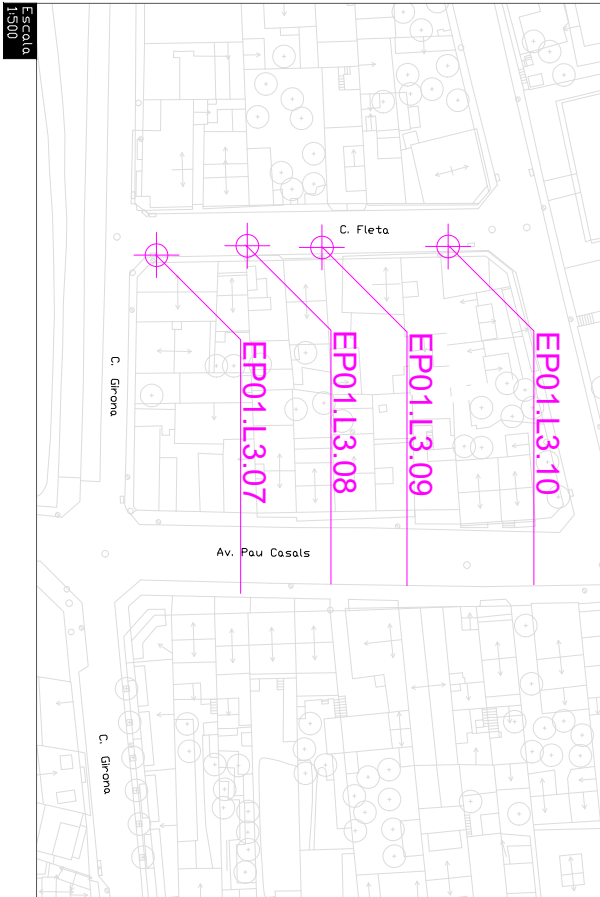 Escala
1:500
C. Fleta
EP01.L3.07
EP01.L3.08
EP01.L3.09
EP01.L3.10
C. Girona
Av. Pau Casals
C. Girona